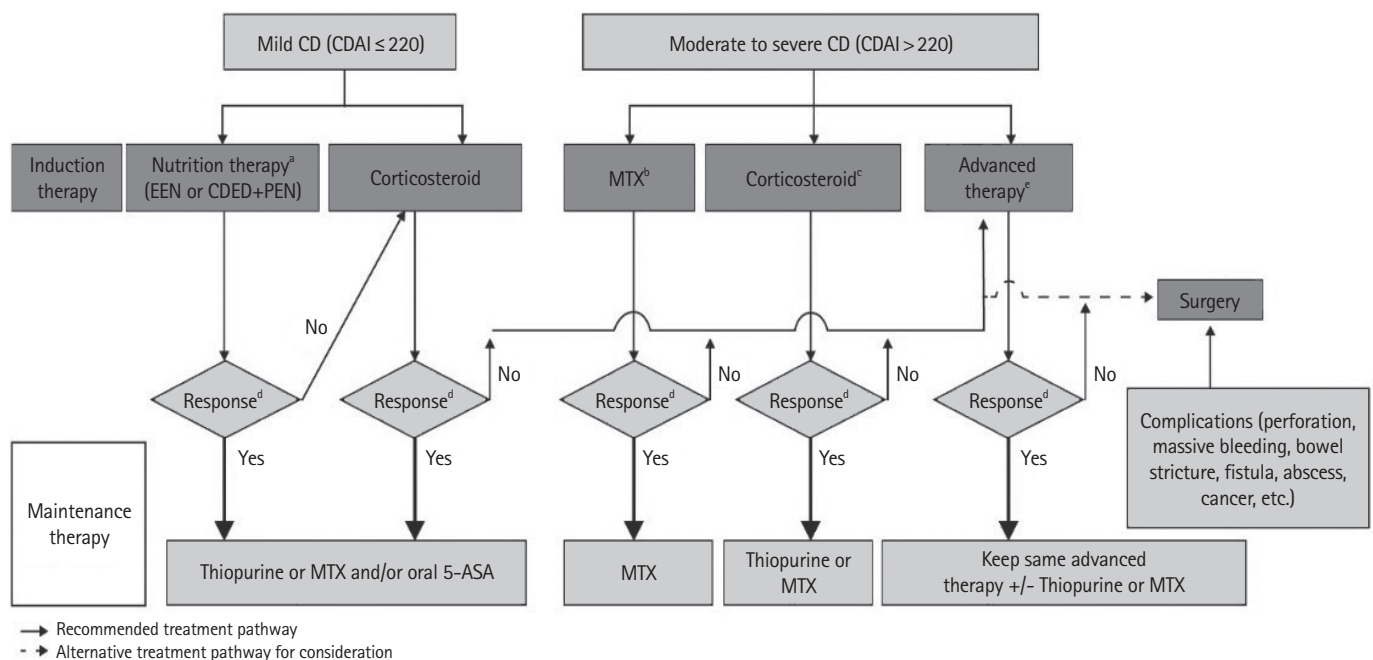 Mild CD (CDAI ≤ 220)
Moderate to severe CD (CDAI > 220)
Induction
therapy
Nutrition therapyᵃ
(EEN or CDED+PEN)
Corticosteroid
MTXᵇ
Corticosteroidᶜ
Advanced
therapyᵉ
Surgery
No
No
No
No
No
Responseᵈ
Responseᵈ
Responseᵈ
Responseᵈ
Responseᵈ
Complications (perforation,
massive bleeding, bowel
stricture, fistula, abscess,
cancer, etc.)
Yes
Yes
Yes
Yes
Yes
Maintenance
therapy
Thiopurine or MTX and/or oral 5-ASA
MTX
Thiopurine or
MTX
Keep same advanced
therapy +/- Thiopurine or MTX
Recommended treatment pathway
Alternative treatment pathway for consideration